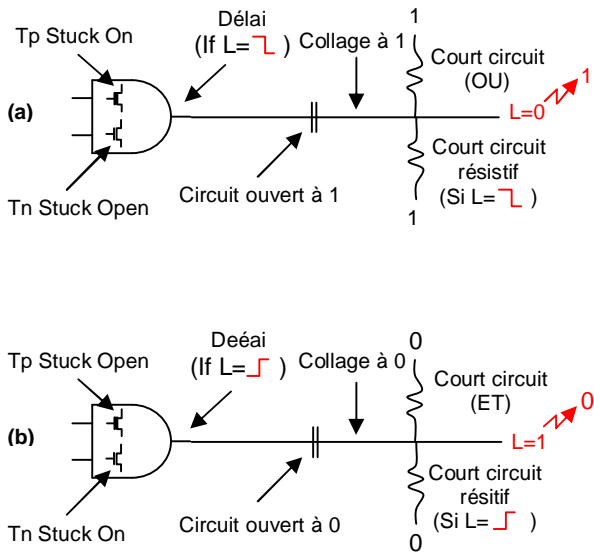 Délai
(If L= )
Collage à 1
1
Tp Stuck On
Court circuit
(OU)
1
(a)
L=0
Court circuit
résistif
(Si L= )
Tn Stuck Open
Circuit ouvert à 1
1
Deéai
(If L= )
Collage à 0
0
Tp Stuck Open
Court circuit
(ET)
0
(b)
L=1
Court circuit
résitif
(Si L= )
Tn Stuck On
Circuit ouvert à 0
0